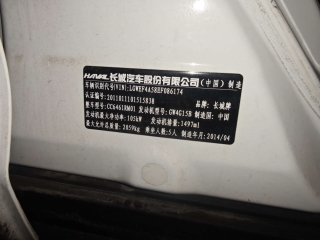 HAVAL 长城汽车股份有限公司 (中国) 制造
车辆识别代号(VIN):LGWEF4A58EF086174
认证编号:2011011101515838 品牌:长城牌
整车型号:CC6461RM01 发动机型号:GW4G15B 制造国:中国
发动机最大净功率:105kW 发动机排量:1497ml
最大允许总质量:2059kg 乘坐人数:5人 制造年月:2014/04